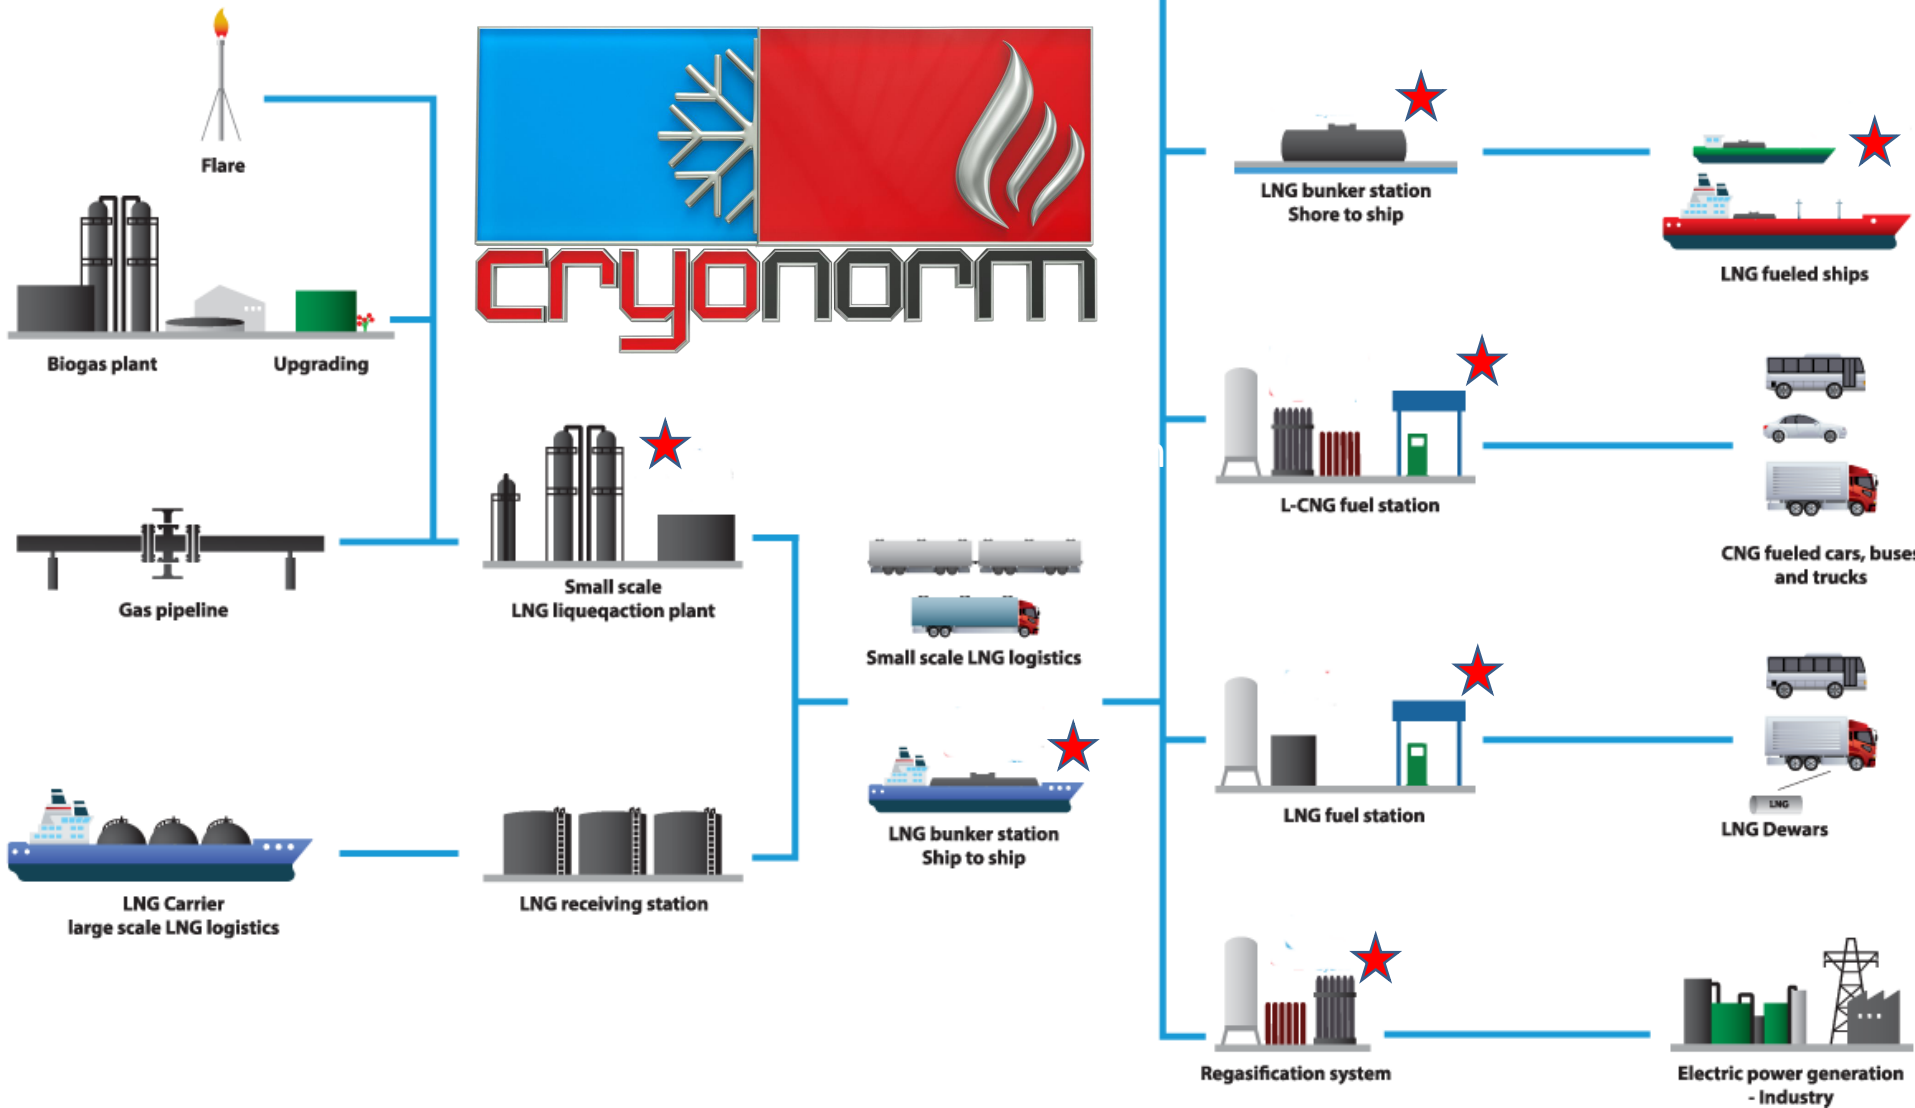 Flare
Biogas plant
Upgrading
Gas pipeline
LNG Carrier
large scale LNG logistics
cryonorm
Small scale
LNG liqueqaction plant
LNG receiving station
Small scale LNG logistics
LNG bunker station
Ship to ship
LNG bunker station
Shore to ship
LNG fueled ships
L-CNG fuel station
CNG fueled cars, buses
and trucks
LNG fuel station
LNG
LNG Dewars
Regasification system
Electric power generation
- Industry